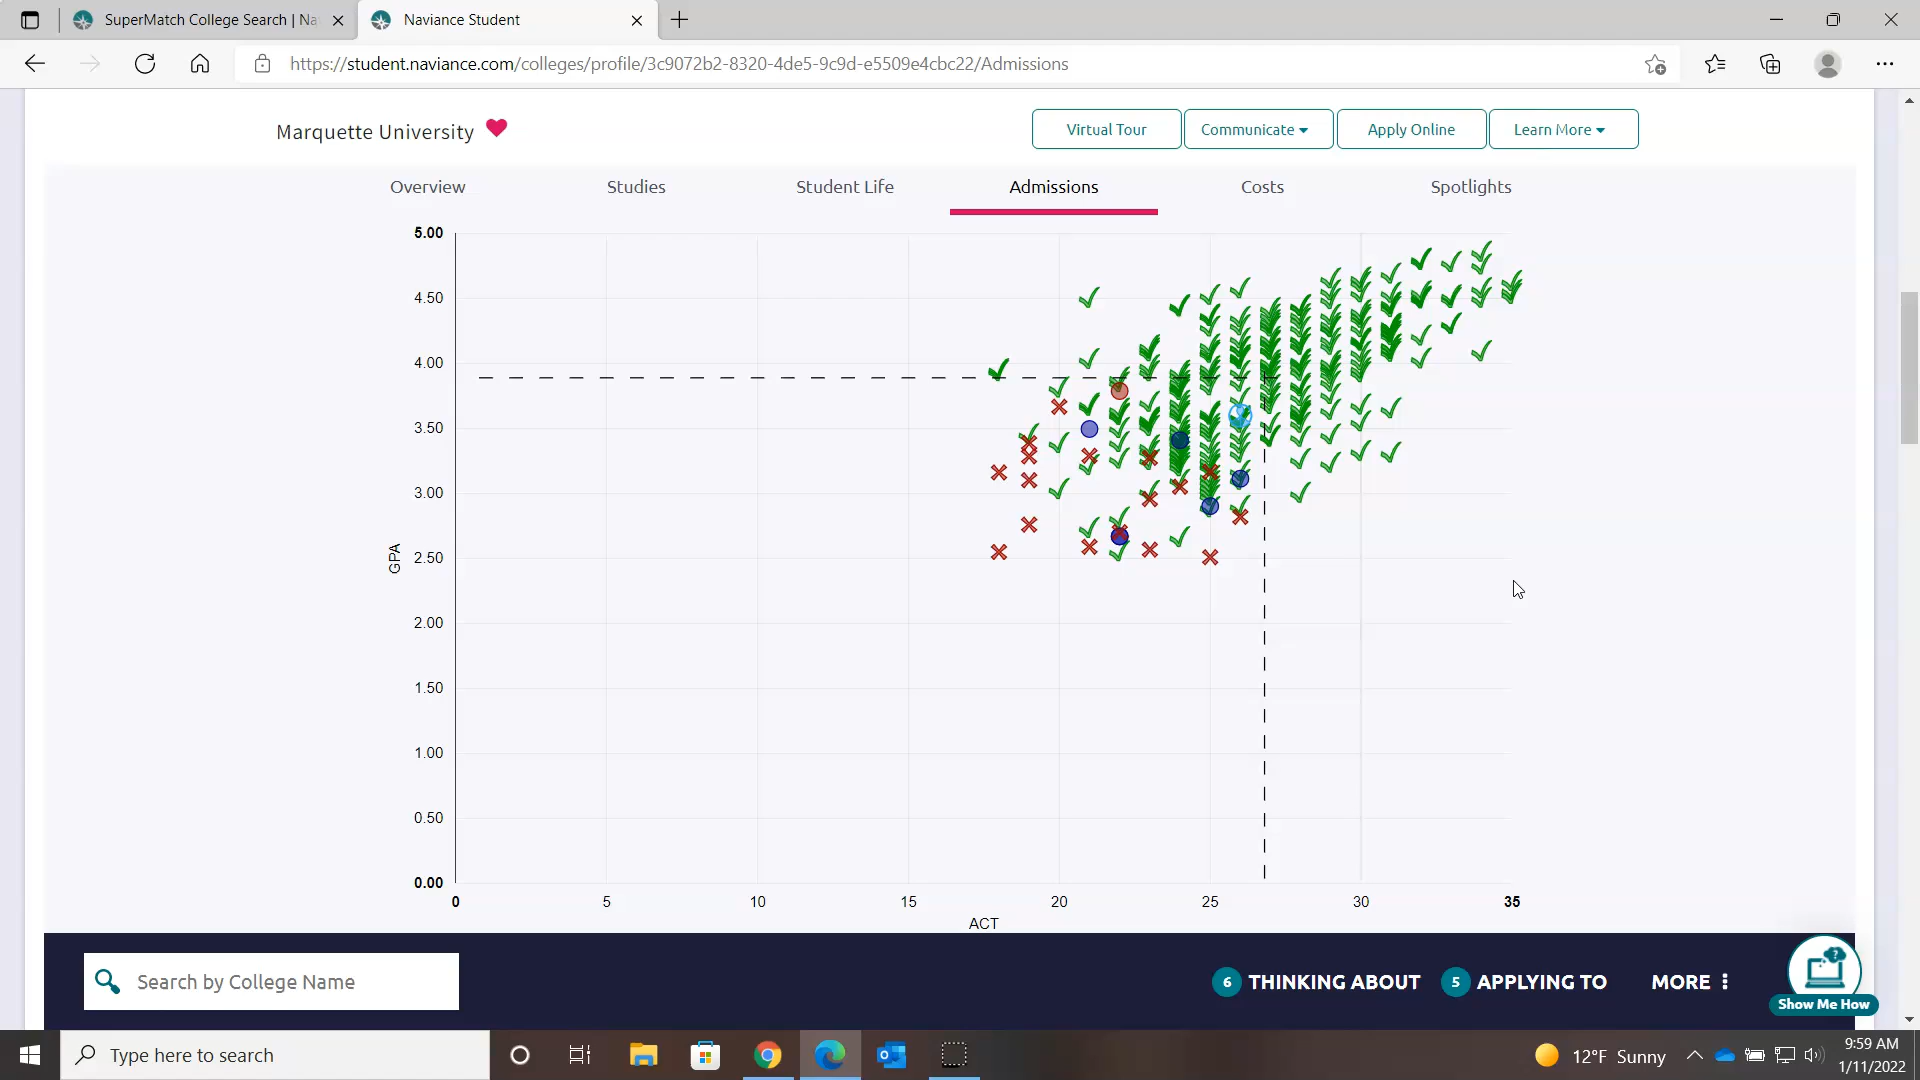 SuperMatch College Search | Na
Naviance Student
https://student.naviance.com/colleges/profile/3c9072b2-8320-4de5-9c9d-e5509e4cbc22/Admissions
Marquette University
Virtual Tour
Communicate
Apply Online
Learn More
Overview
Studies
Student Life
Admissions
Costs
Spotlights
5.00
4.50
4.00
3.50
3.00
2.50
2.00
1.50
1.00
0.50
0.00
GPA
0 5 10 15 20 25 30 35
ACT
Search by College Name
6 THINKING ABOUT
5 APPLYING TO
MORE
Show Me How
Type here to search
12°F Sunny
9:59 AM
1/11/2022